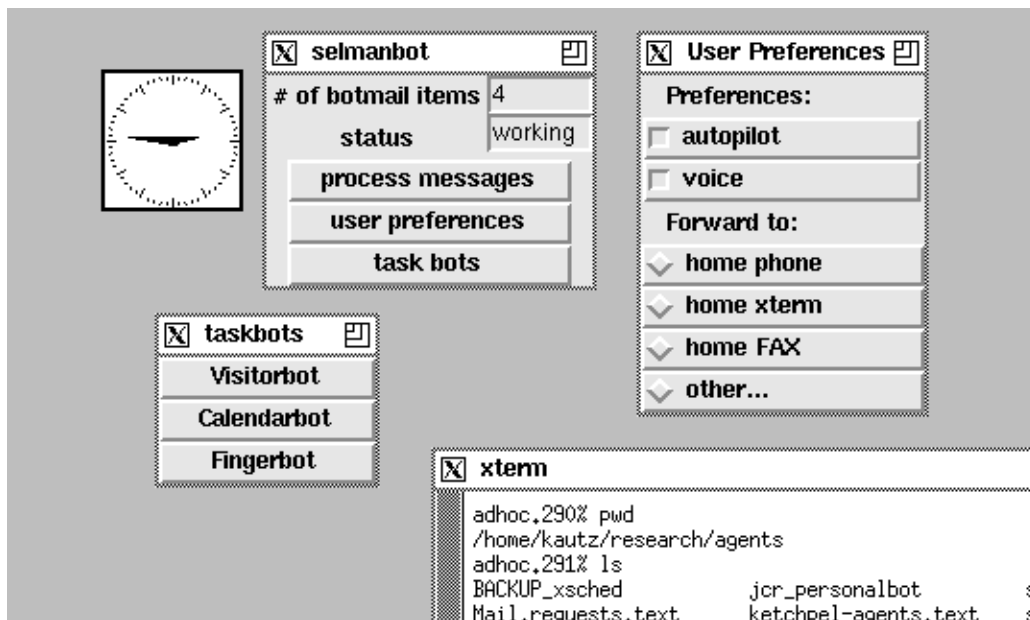 selmanbot
# of botmail items 4
status working
process messages
user preferences
task bots
User Preferences
Preferences:
autopilot
voice
Forward to:
home phone
home xterm
home FAX
other...
taskbots
Visitorbot
Calendarbot
Fingerbot
xterm
adhoc.290% pwd
/home/kautz/research/agents
adhoc.291% ls
BACKUP_xsched jcr_personalbot
Mail.requests.text ketchpel-agents.text